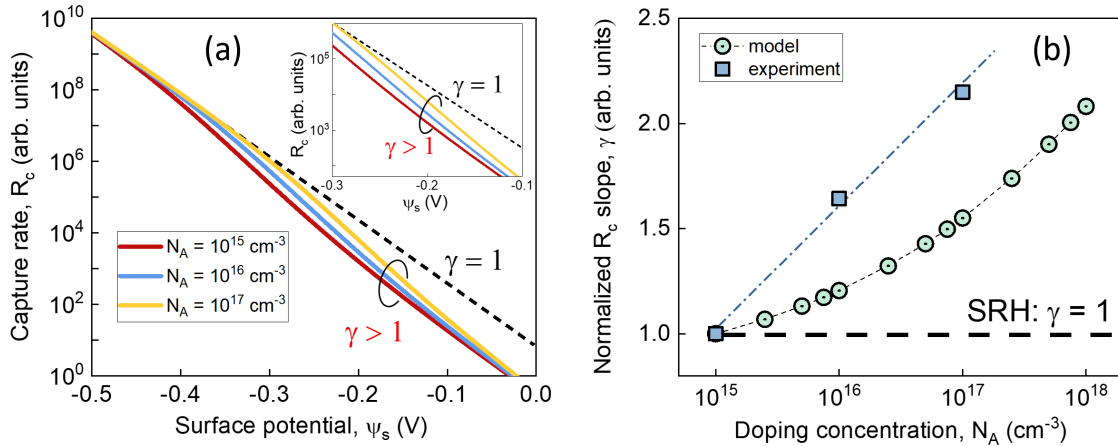 (a)
Capture rate, R_c (arb. units)
10^10
10^8
10^6
10^4
10^2
10^0
-0.5
-0.4
-0.3
-0.2
-0.1
0.0
Surface potential, ψ_s (V)
N_A = 10^15 cm^-3
N_A = 10^16 cm^-3
N_A = 10^17 cm^-3
γ = 1
γ > 1
R_c (arb. units)
10^5
10^3
-0.3
-0.2
-0.1
ψ_s (V)
γ = 1
γ > 1
(b)
Normalized R_c slope, γ (arb. units)
2.5
2.0
1.5
1.0
model
experiment
SRH: γ = 1
10^15
10^16
10^17
10^18
Doping concentration, N_A (cm^-3)